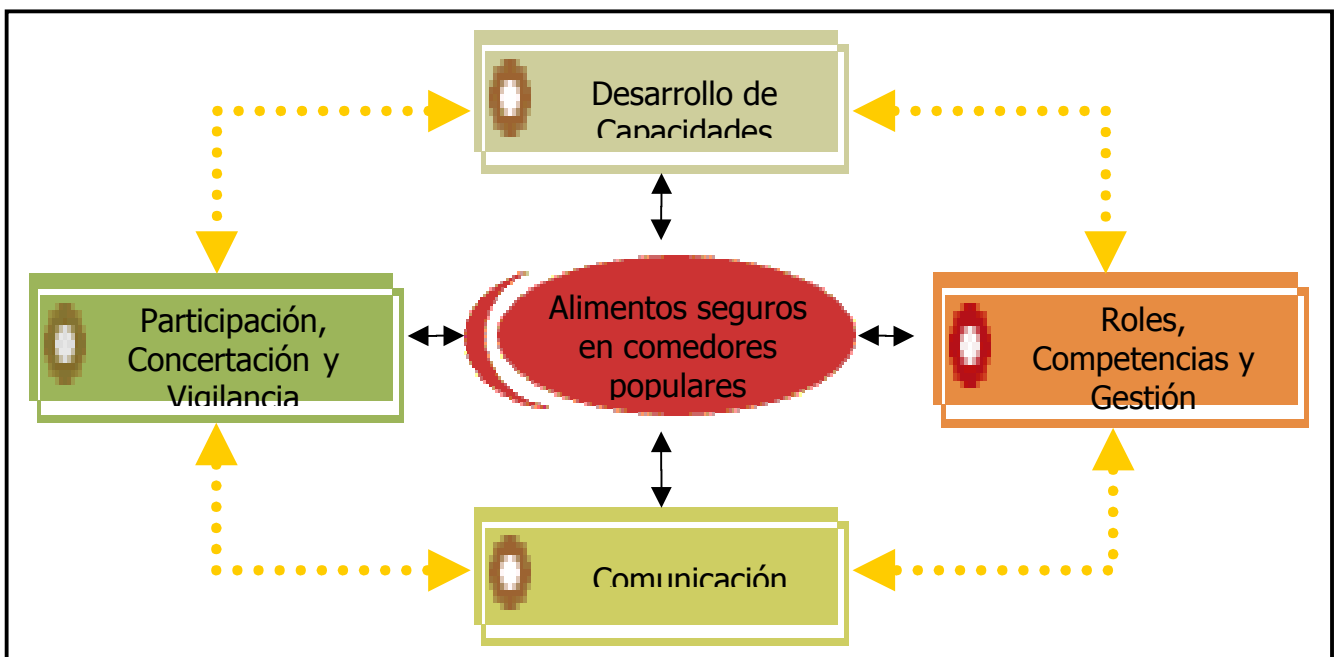 Desarrollo de
Capacidades
Participación,
Concertación y
Vigilancia
Alimentos seguros
en comedores
populares
Roles,
Competencias y
Gestión
Comunicación